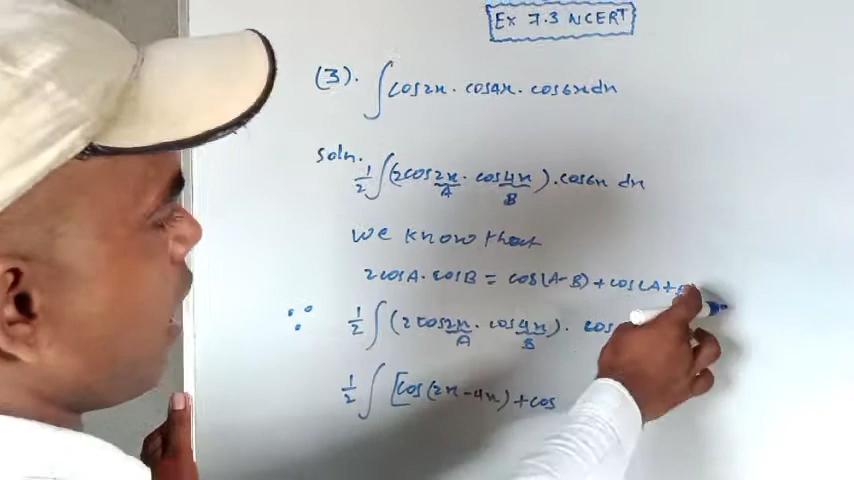 Ex 7.3 NCERT
(3). ∫cos2x · cos4x · cos6x dx
Soln.
1/2 ∫(2cos2x · cos4x) · cos6x dx
A B
We know that
2cosA · cosB = cos(A-B) + cos(A+
∵ 1/2 ∫(2cos2x · cos4x) · cos
A B
1/2 ∫[cos(2x-4x) + cos